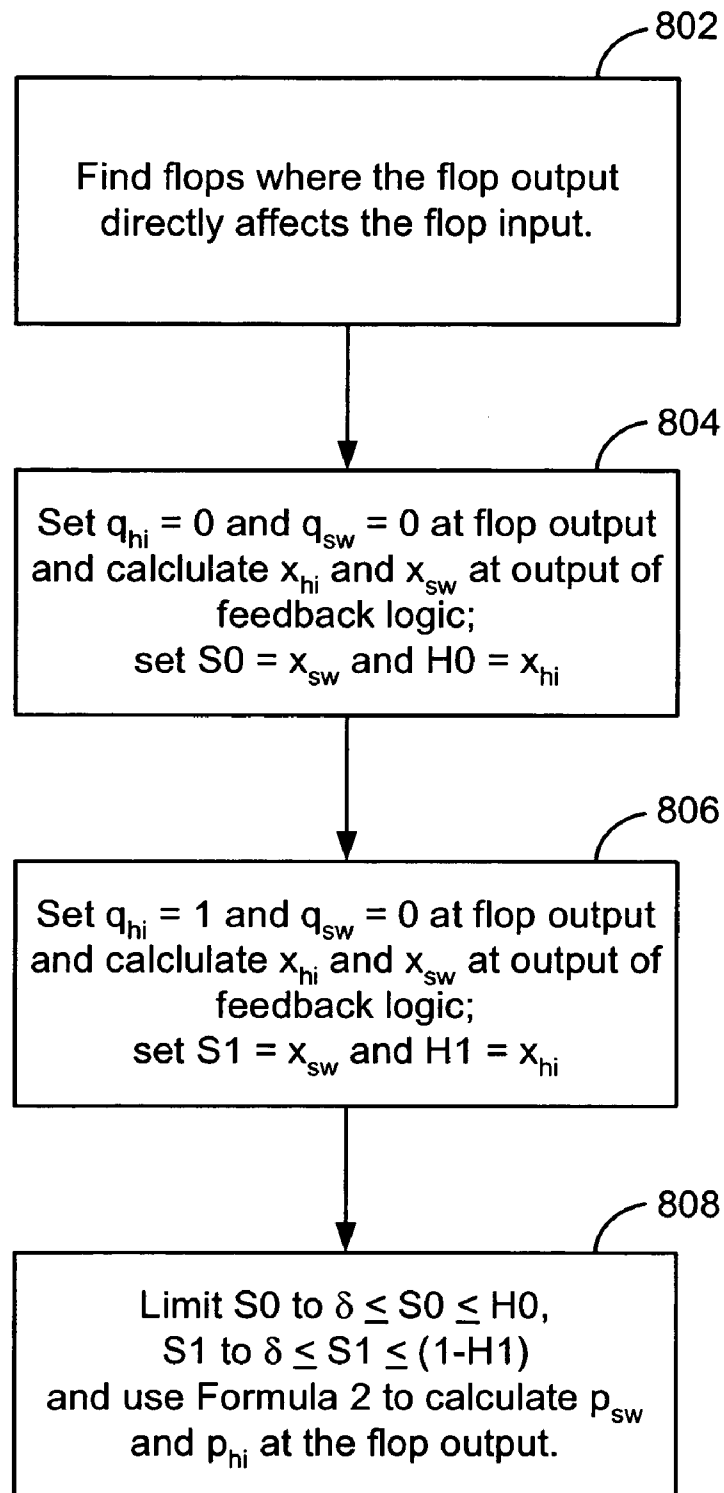 802
Find flops where the flop output
directly affects the flop input.
804
Set q_hi = 0 and q_sw = 0 at flop output
and calclulate x_hi and x_sw at output of
feedback logic;
set S0 = x_sw and H0 = x_hi
806
Set q_hi = 1 and q_sw = 0 at flop output
and calclulate x_hi and x_sw at output of
feedback logic;
set S1 = x_sw and H1 = x_hi
808
Limit S0 to δ ≤ S0 ≤ H0,
S1 to δ ≤ S1 ≤ (1-H1)
and use Formula 2 to calculate p_sw
and p_hi at the flop output.